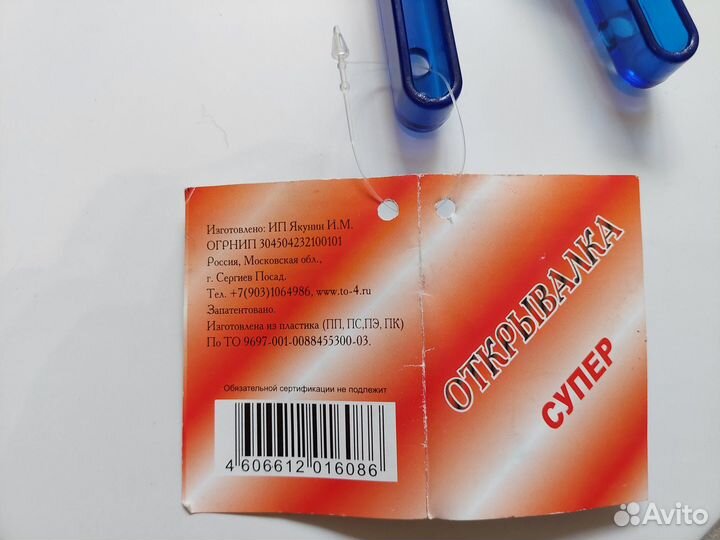 Изготовлено: ИП Якунин И.М.
ОГРНИП 304504232100101
Россия, Московская обл.,
г. Сергиев Посад.
Тел. +7(903)1064986, www.to-4.ru
Запатентовано.
Изготовлена из пластика (ПП, ПС,ПЭ, ПК)
По ТО 9697-001-0088455300-03.
Обязательной сертификации не подлежит
4 606612 016086
ОТКРЫВАЛКА
СУПЕР
Avito